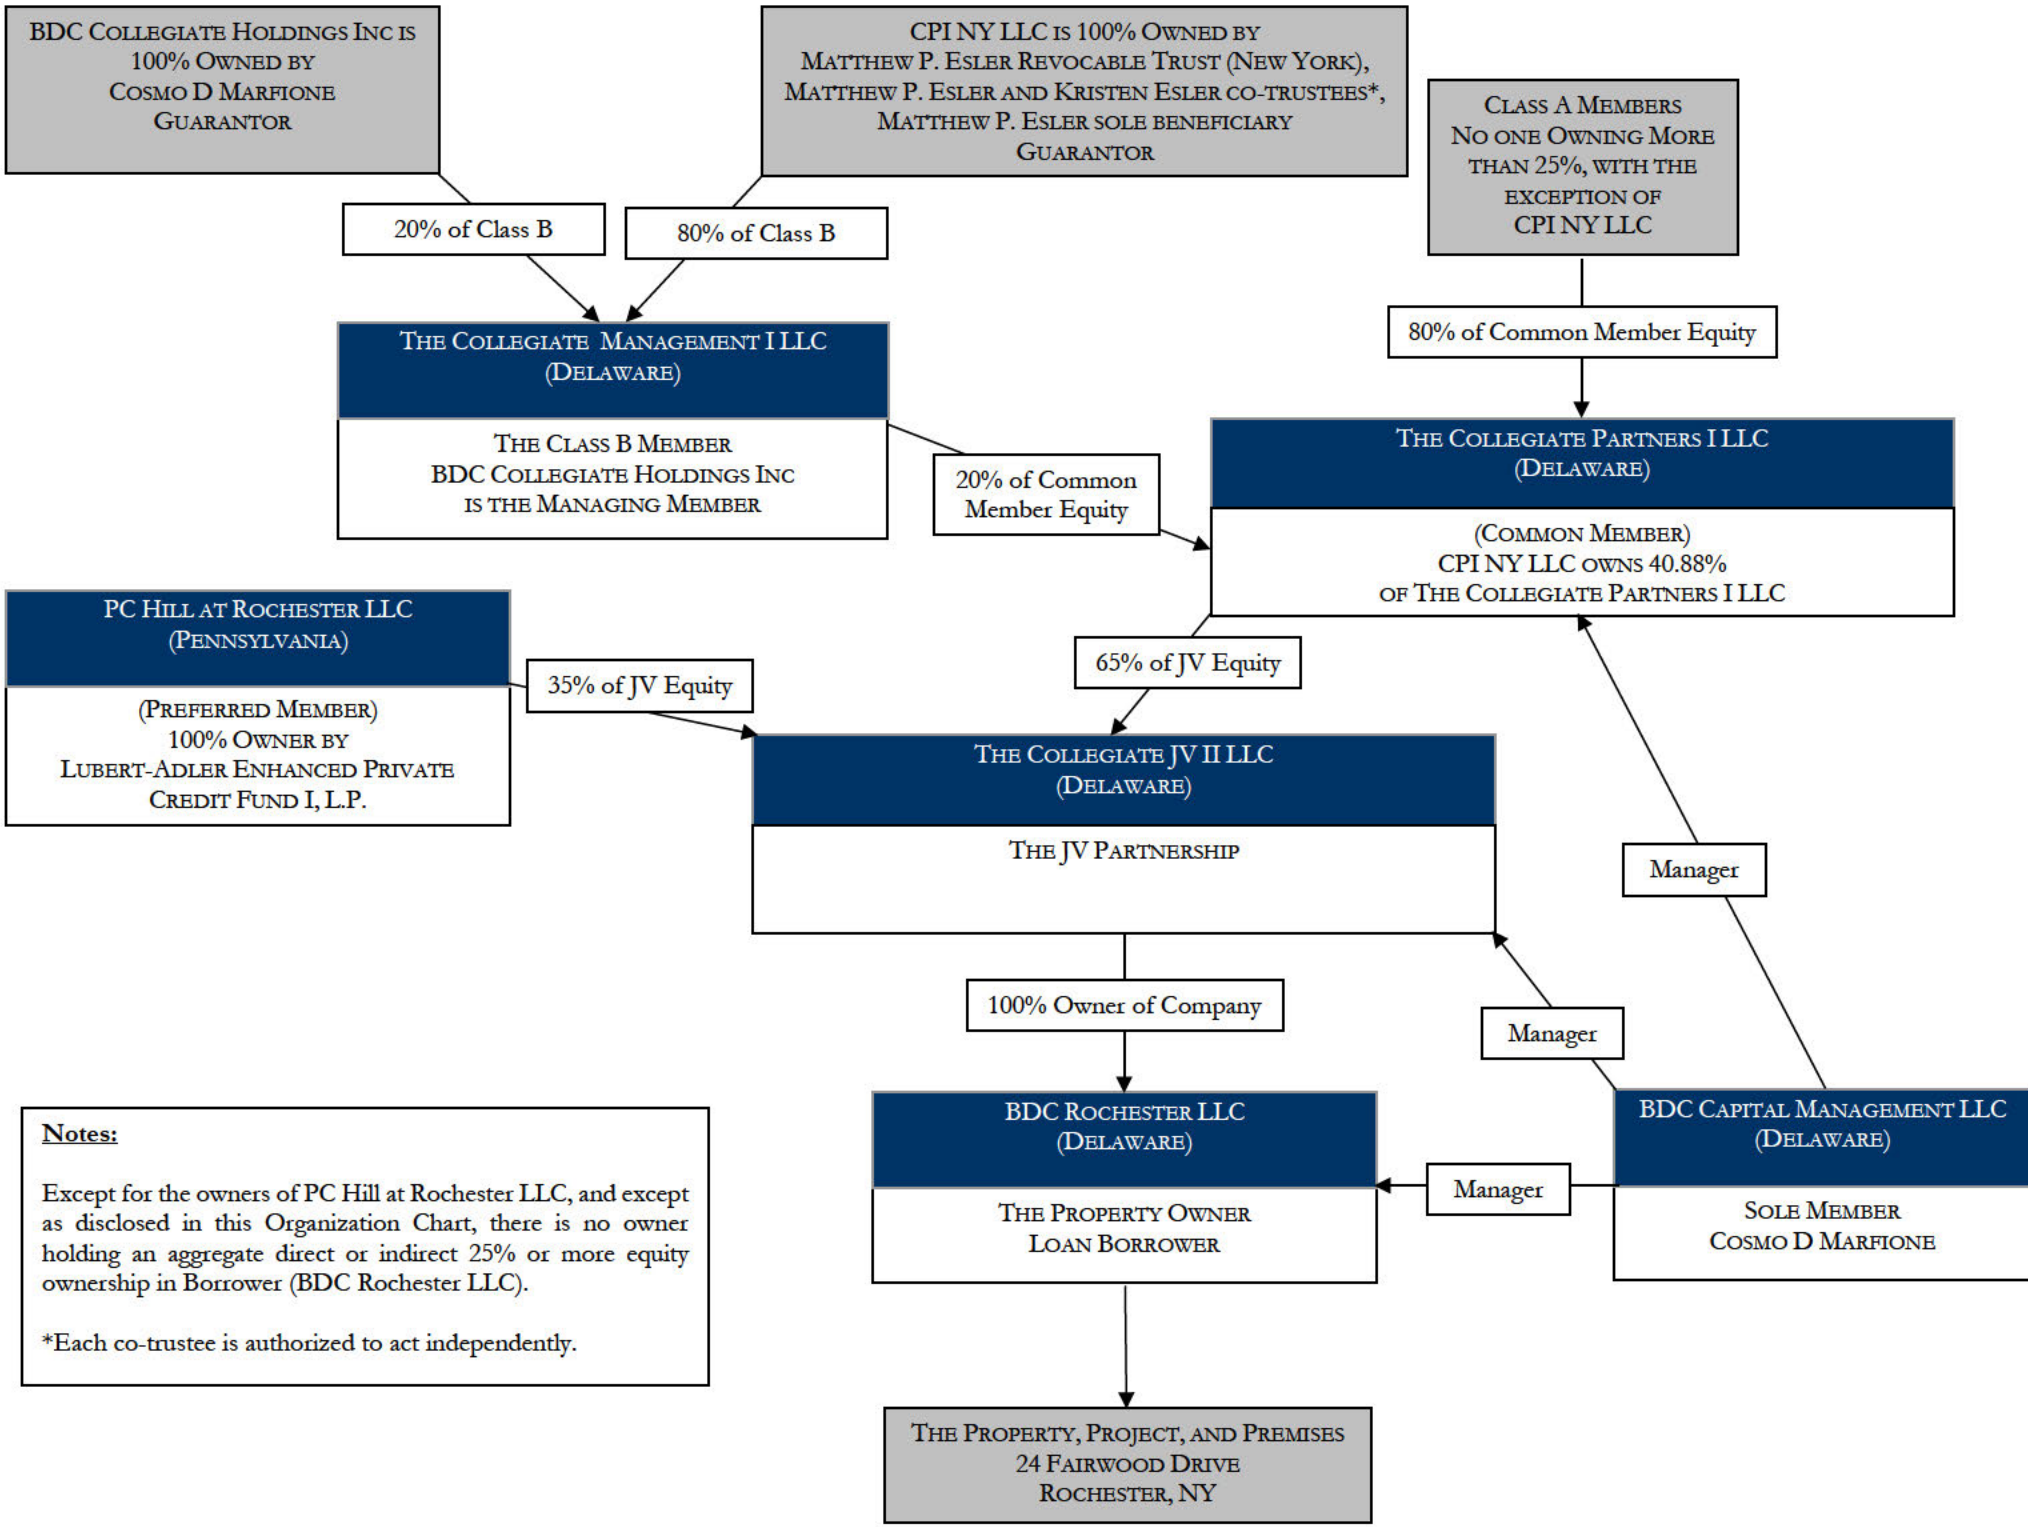 BDC COLLEGIATE HOLDINGS INC IS
100% OWNED BY
COSMO D MARFIONE
GUARANTOR
CPI NY LLC IS 100% OWNED BY
MATTHEW P. ESLER REVOCABLE TRUST (NEW YORK),
MATTHEW P. ESLER AND KRISTEN ESLER CO-TRUSTEES*,
MATTHEW P. ESLER SOLE BENEFICIARY
GUARANTOR
CLASS A MEMBERS
NO ONE OWNING MORE
THAN 25%, WITH THE
EXCEPTION OF
CPI NY LLC
20% of Class B
80% of Class B
80% of Common Member Equity
THE COLLEGIATE MANAGEMENT I LLC
(DELAWARE)
THE CLASS B MEMBER
BDC COLLEGIATE HOLDINGS INC
IS THE MANAGING MEMBER
20% of Common
Member Equity
THE COLLEGIATE PARTNERS I LLC
(DELAWARE)
(COMMON MEMBER)
CPI NY LLC OWNS 40.88%
OF THE COLLEGIATE PARTNERS I LLC
PC HILL AT ROCHESTER LLC
(PENNSYLVANIA)
(PREFERRED MEMBER)
100% OWNER BY
LUBERT-ADLER ENHANCED PRIVATE
CREDIT FUND I, L.P.
35% of JV Equity
65% of JV Equity
THE COLLEGIATE JV II LLC
(DELAWARE)
THE JV PARTNERSHIP
Manager
100% Owner of Company
Manager
BDC ROCHESTER LLC
(DELAWARE)
THE PROPERTY OWNER
LOAN BORROWER
Manager
BDC CAPITAL MANAGEMENT LLC
(DELAWARE)
SOLE MEMBER
COSMO D MARFIONE
Notes:
Except for the owners of PC Hill at Rochester LLC, and except
as disclosed in this Organization Chart, there is no owner
holding an aggregate direct or indirect 25% or more equity
ownership in Borrower (BDC Rochester LLC).
*Each co-trustee is authorized to act independently.
THE PROPERTY, PROJECT, AND PREMISES
24 FAIRWOOD DRIVE
ROCHESTER, NY